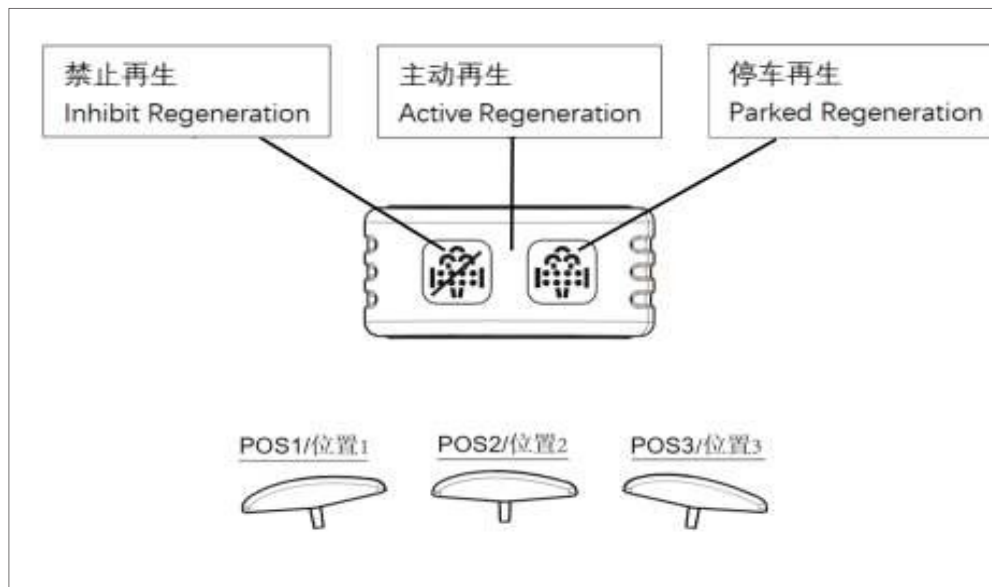 禁止再生
Inhibit Regeneration
主动再生
Active Regeneration
停车再生
Parked Regeneration
POS1/位置1
POS2/位置2
POS3/位置3